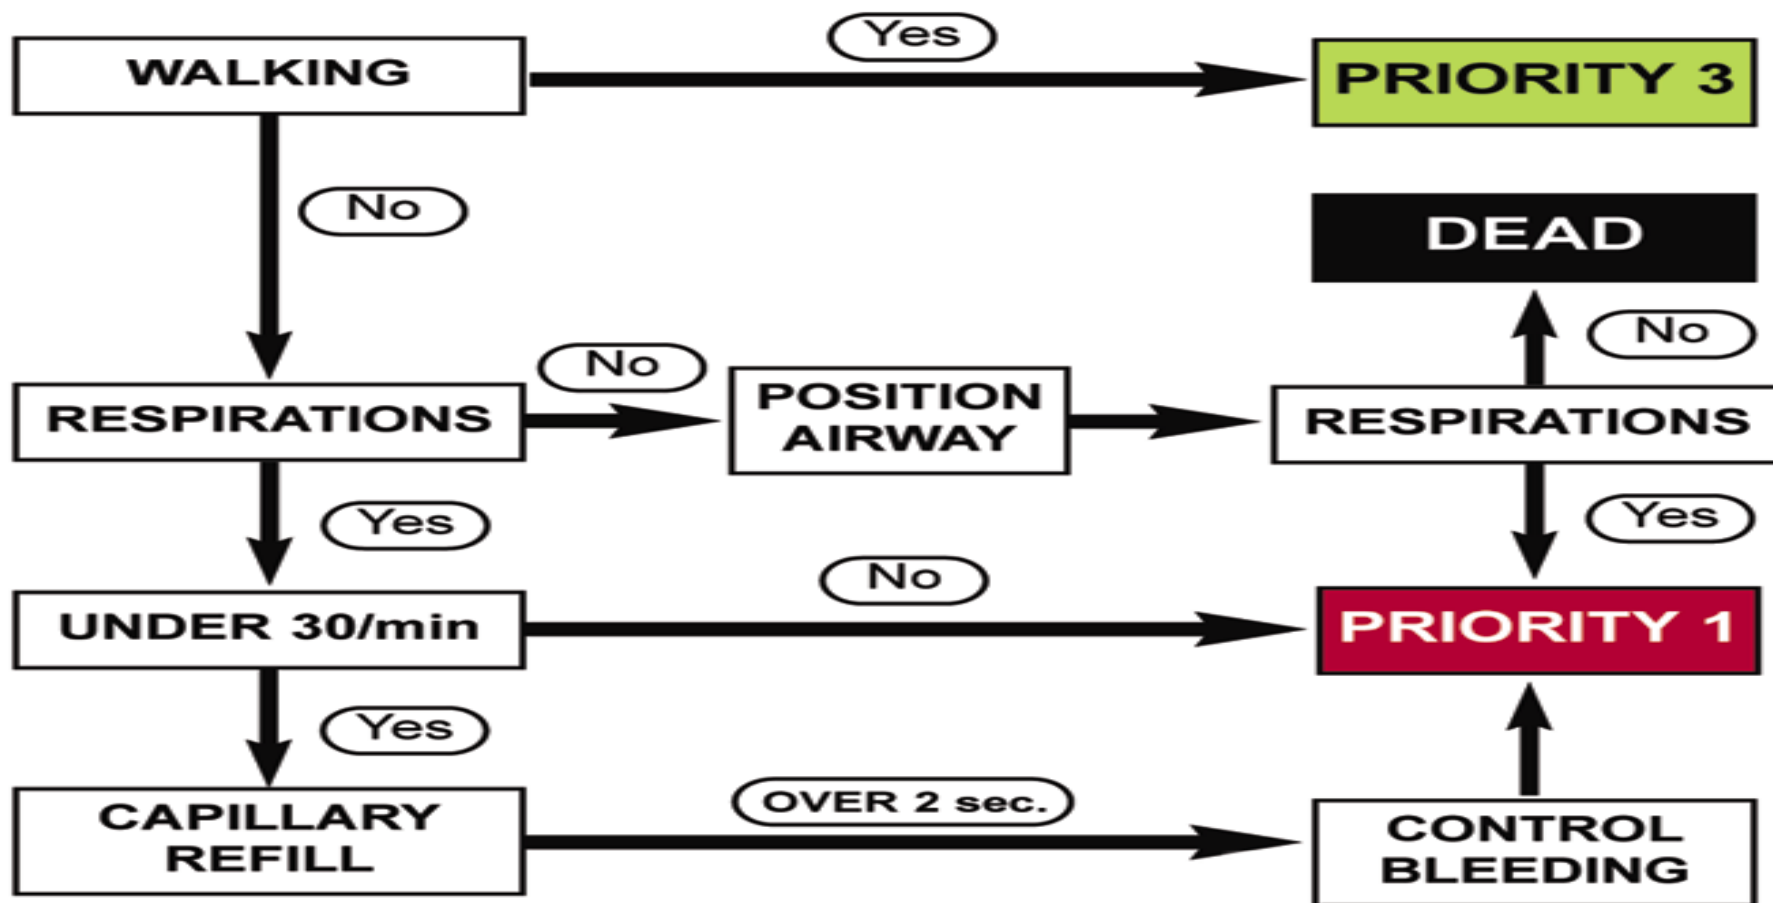 WALKING
Yes
PRIORITY 3
No
DEAD
No
RESPIRATIONS
No
POSITION
AIRWAY
RESPIRATIONS
Yes
Yes
UNDER 30/min
No
PRIORITY 1
Yes
CAPILLARY
REFILL
OVER 2 sec.
CONTROL
BLEEDING